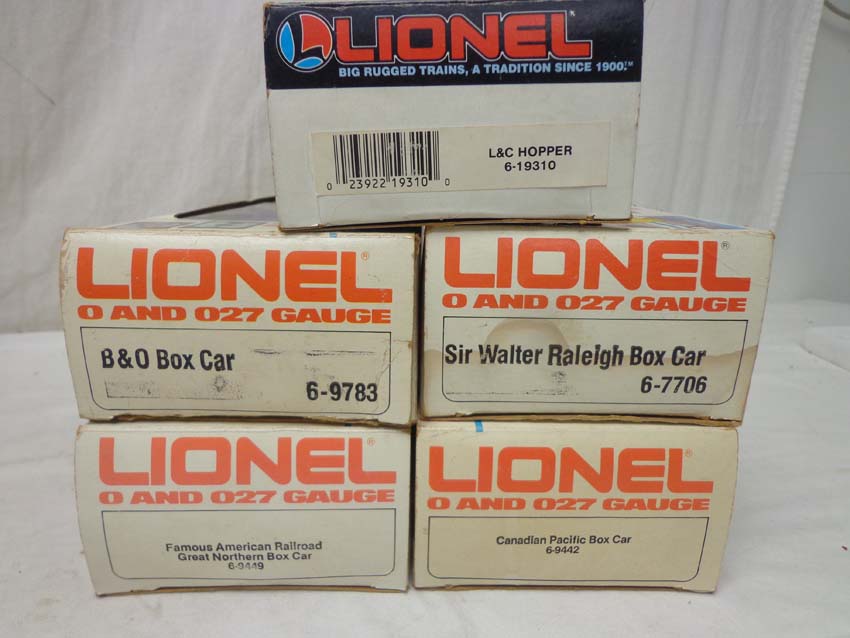 LIONEL
BIG RUGGED TRAINS, A TRADITION SINCE 1900.™
L&C HOPPER
6-19310
0 23922 19310 0
LIONEL®
O AND O27 GAUGE
B&O Box Car
6-9783
LIONEL®
O AND O27 GAUGE
Sir Walter Raleigh Box Car
6-7706
LIONEL®
O AND O27 GAUGE
Famous American Railroad
Great Northern Box Car
6-9449
LIONEL®
O AND O27 GAUGE
Canadian Pacific Box Car
6-9442